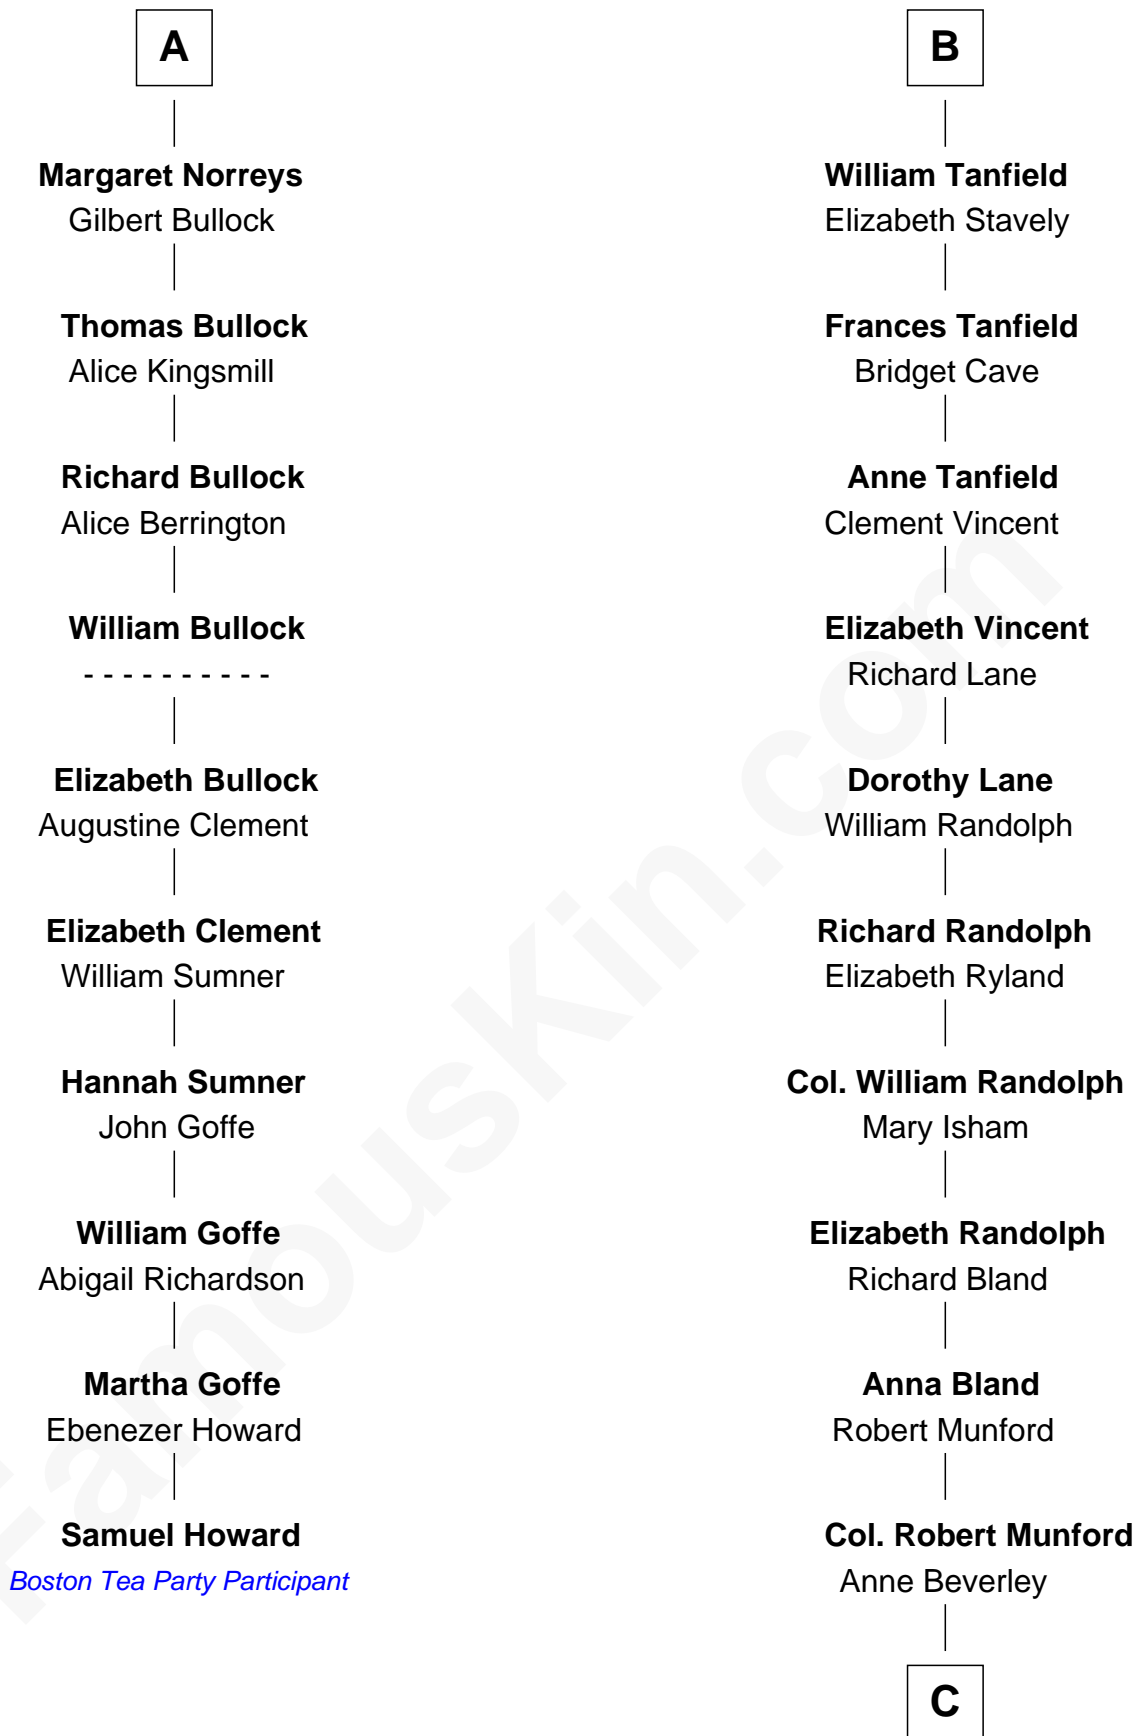 A
Margaret Norreys
Gilbert Bullock
Thomas Bullock
Alice Kingsmill
Richard Bullock
Alice Berrington
William Bullock
- - - - - - - - - -
Elizabeth Bullock
Augustine Clement
Elizabeth Clement
William Sumner
Hannah Sumner
John Goffe
William Goffe
Abigail Richardson
Martha Goffe
Ebenezer Howard
Samuel Howard
Boston Tea Party Participant
B
William Tanfield
Elizabeth Stavely
Frances Tanfield
Bridget Cave
Anne Tanfield
Clement Vincent
Elizabeth Vincent
Richard Lane
Dorothy Lane
William Randolph
Richard Randolph
Elizabeth Ryland
Col. William Randolph
Mary Isham
Elizabeth Randolph
Richard Bland
Anna Bland
Robert Munford
Col. Robert Munford
Anne Beverley
C
FamousKin.com